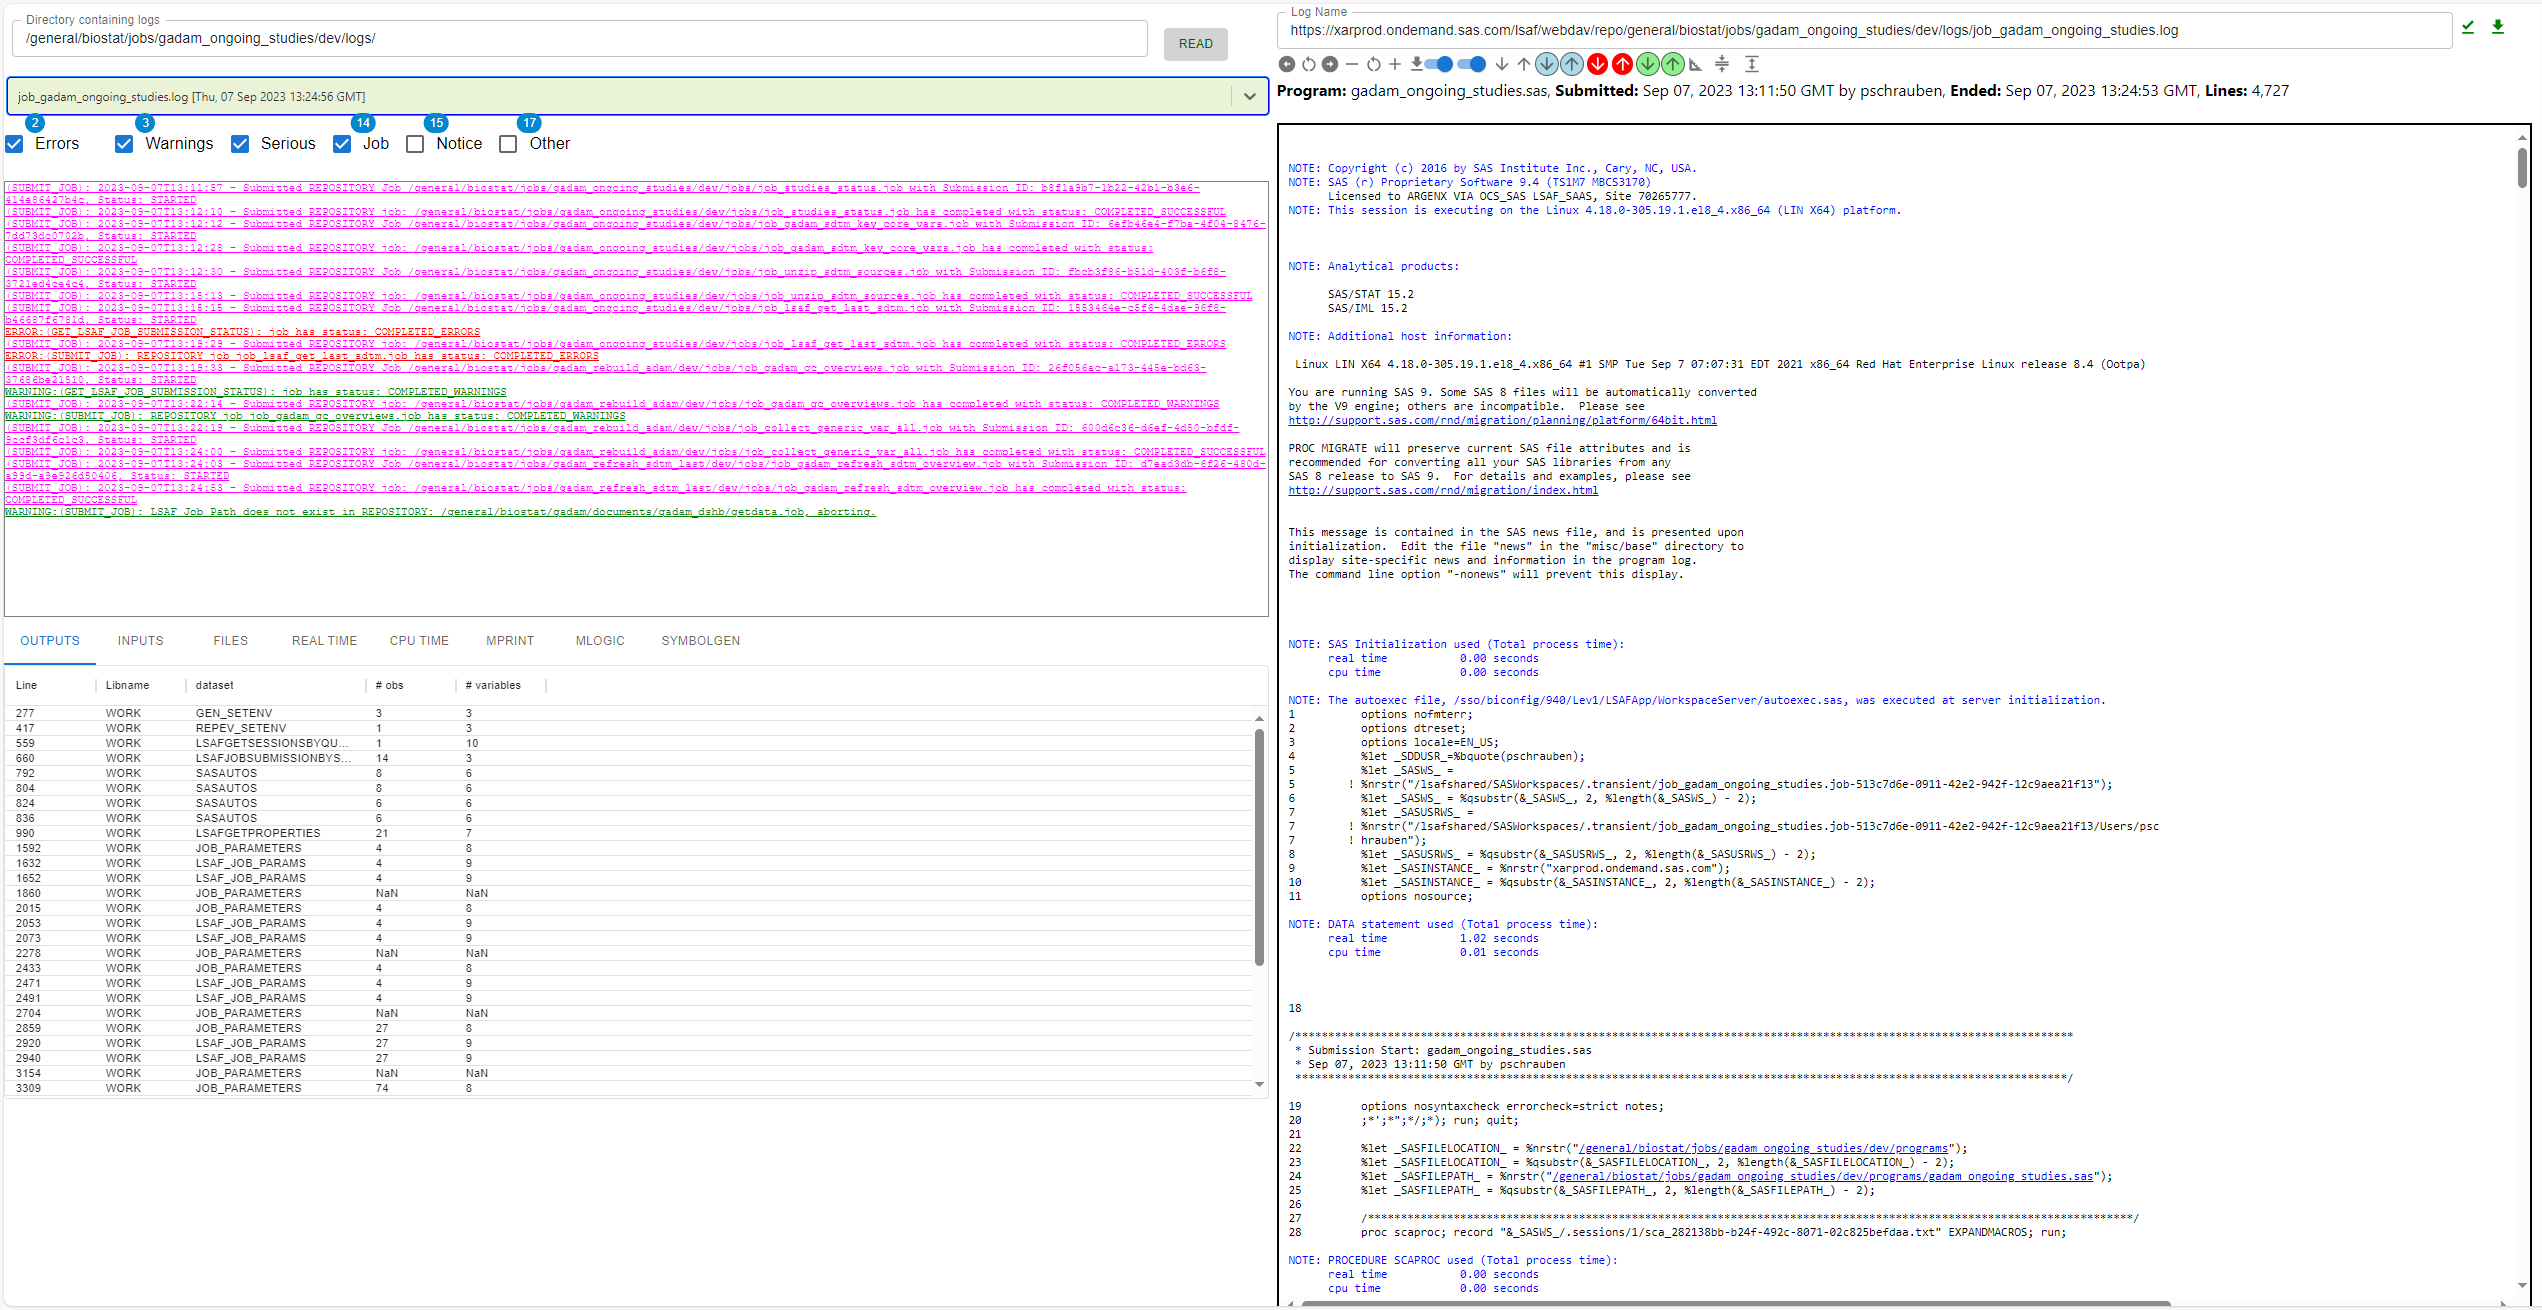 Directory containing logs
/general/biostat/jobs/gadam_ongoing_studies/dev/logs/
READ
job_gadam_ongoing_studies.log [Thu, 07 Sep 2023 13:24:56 GMT]
2 3 14 15 17
Errors Warnings Serious Job Notice Other
(SUBMIT_JOB): 2023-09-07T13:11:57 - Submitted REPOSITORY Job /general/biostat/jobs/gadam_ongoing_studies/dev/jobs/job_studies_status.job with Submission ID: b8f1a9b7-1b22-42b1-b3e6-
414e86427b4c, Status: STARTED
(SUBMIT_JOB): 2023-09-07T13:12:10 - Submitted REPOSITORY job: /general/biostat/jobs/gadam_ongoing_studies/dev/jobs/job_studies_status.job has completed with status: COMPLETED_SUCCESSFUL
(SUBMIT_JOB): 2023-09-07T13:12:12 - Submitted REPOSITORY Job /general/biostat/jobs/gadam_ongoing_studies/dev/jobs/job_gadam_sdtm_key_core_vars.job with Submission ID: 6efb46e4-f7ba-4f04-8476-
7dd73dc0702b, Status: STARTED
(SUBMIT_JOB): 2023-09-07T13:12:28 - Submitted REPOSITORY job: /general/biostat/jobs/gadam_ongoing_studies/dev/jobs/job_gadam_sdtm_key_core_vars.job has completed with status:
COMPLETED_SUCCESSFUL
(SUBMIT_JOB): 2023-09-07T13:12:30 - Submitted REPOSITORY Job /general/biostat/jobs/gadam_ongoing_studies/dev/jobs/job_unzip_sdtm_sources.job with Submission ID: fbcb3f86-b51d-403f-b6f8-
3721ed4ce4c4, Status: STARTED
(SUBMIT_JOB): 2023-09-07T13:15:13 - Submitted REPOSITORY job: /general/biostat/jobs/gadam_ongoing_studies/dev/jobs/job_unzip_sdtm_sources.job has completed with status: COMPLETED_SUCCESSFUL
(SUBMIT_JOB): 2023-09-07T13:15:15 - Submitted REPOSITORY Job /general/biostat/jobs/gadam_ongoing_studies/dev/jobs/job_lsaf_get_last_sdtm.job with Submission ID: 1553464e-c5f6-4dae-96f8-
b46687f6781d, Status: STARTED
ERROR:(GET_LSAF_JOB_SUBMISSION_STATUS): job has status: COMPLETED_ERRORS
(SUBMIT_JOB): 2023-09-07T13:19:29 - Submitted REPOSITORY job: /general/biostat/jobs/gadam_ongoing_studies/dev/jobs/job_lsaf_get_last_sdtm.job has completed with status: COMPLETED_ERRORS
ERROR:(SUBMIT_JOB): REPOSITORY job job_lsaf_get_last_sdtm.job has status: COMPLETED_ERRORS
(SUBMIT_JOB): 2023-09-07T13:19:33 - Submitted REPOSITORY Job /general/biostat/jobs/gadam_rebuild_adam/dev/jobs/job_gadam_qc_overviews.job with Submission ID: 26f056ac-a173-445e-bd63-
37686be21510, Status: STARTED
WARNING:(GET_LSAF_JOB_SUBMISSION_STATUS): job has status: COMPLETED_WARNINGS
(SUBMIT_JOB): 2023-09-07T13:22:14 - Submitted REPOSITORY job: /general/biostat/jobs/gadam_rebuild_adam/dev/jobs/job_gadam_qc_overviews.job has completed with status: COMPLETED_WARNINGS
WARNING:(SUBMIT_JOB): REPOSITORY job job_gadam_qc_overviews.job has status: COMPLETED_WARNINGS
(SUBMIT_JOB): 2023-09-07T13:22:19 - Submitted REPOSITORY Job /general/biostat/jobs/gadam_rebuild_adam/dev/jobs/job_collect_generic_var_all.job with Submission ID: 600d6c36-d6ef-4d50-bfdf-
9ccf3df6c1c3, Status: STARTED
(SUBMIT_JOB): 2023-09-07T13:24:00 - Submitted REPOSITORY job: /general/biostat/jobs/gadam_rebuild_adam/dev/jobs/job_collect_generic_var_all.job has completed with status: COMPLETED_SUCCESSFUL
(SUBMIT_JOB): 2023-09-07T13:24:03 - Submitted REPOSITORY Job /general/biostat/jobs/gadam_refresh_sdtm_last/dev/jobs/job_gadam_refresh_sdtm_overview.job with Submission ID: d7ead3db-6f26-480d-
a99d-a9e926d50406, Status: STARTED
(SUBMIT_JOB): 2023-09-07T13:24:53 - Submitted REPOSITORY job: /general/biostat/jobs/gadam_refresh_sdtm_last/dev/jobs/job_gadam_refresh_sdtm_overview.job has completed with status:
COMPLETED_SUCCESSFUL
WARNING:(SUBMIT_JOB): LSAF Job Path does not exist in REPOSITORY: /general/biostat/gadam/documents/gadam_dshb/getdata.job, aborting.
OUTPUTS INPUTS FILES REAL TIME CPU TIME MPRINT MLOGIC SYMBOLGEN
Line Libname dataset # obs # variables
277 WORK GEN_SETENV 3 3
417 WORK REPEV_SETENV 1 3
559 WORK LSAFGETSESSIONSBYQU... 1 10
660 WORK LSAFJOBSUBMISSIONBYS... 14 3
792 WORK SASAUTOS 8 6
804 WORK SASAUTOS 8 6
824 WORK SASAUTOS 6 6
836 WORK SASAUTOS 6 6
990 WORK LSAFGETPROPERTIES 21 7
1592 WORK JOB_PARAMETERS 4 8
1632 WORK LSAF_JOB_PARAMS 4 9
1652 WORK LSAF_JOB_PARAMS 4 9
1860 WORK JOB_PARAMETERS NaN NaN
2015 WORK JOB_PARAMETERS 4 8
2053 WORK LSAF_JOB_PARAMS 4 9
2073 WORK LSAF_JOB_PARAMS 4 9
2278 WORK JOB_PARAMETERS NaN NaN
2433 WORK JOB_PARAMETERS 4 8
2471 WORK LSAF_JOB_PARAMS 4 9
2491 WORK LSAF_JOB_PARAMS 4 9
2704 WORK JOB_PARAMETERS NaN NaN
2859 WORK JOB_PARAMETERS 27 8
2920 WORK LSAF_JOB_PARAMS 27 9
2940 WORK LSAF_JOB_PARAMS 27 9
3154 WORK JOB_PARAMETERS NaN NaN
3309 WORK JOB_PARAMETERS 74 8
Log Name
https://xarprod.ondemand.sas.com/lsaf/webdav/repo/general/biostat/jobs/gadam_ongoing_studies/dev/logs/job_gadam_ongoing_studies.log
Program: gadam_ongoing_studies.sas, Submitted: Sep 07, 2023 13:11:50 GMT by pschrauben, Ended: Sep 07, 2023 13:24:53 GMT, Lines: 4,727
NOTE: Copyright (c) 2016 by SAS Institute Inc., Cary, NC, USA.
NOTE: SAS (r) Proprietary Software 9.4 (TS1M7 MBCS3170)
Licensed to ARGENX VIA OCS_SAS LSAF_SAAS, Site 70265777.
NOTE: This session is executing on the Linux 4.18.0-305.19.1.el8_4.x86_64 (LIN X64) platform.
NOTE: Analytical products:
SAS/STAT 15.2
SAS/IML 15.2
NOTE: Additional host information:
Linux LIN X64 4.18.0-305.19.1.el8_4.x86_64 #1 SMP Tue Sep 7 07:07:31 EDT 2021 x86_64 Red Hat Enterprise Linux release 8.4 (Ootpa)
You are running SAS 9. Some SAS 8 files will be automatically converted
by the V9 engine; others are incompatible.  Please see
http://support.sas.com/rnd/migration/planning/platform/64bit.html
PROC MIGRATE will preserve current SAS file attributes and is
recommended for converting all your SAS libraries from any
SAS 8 release to SAS 9.  For details and examples, please see
http://support.sas.com/rnd/migration/index.html
This message is contained in the SAS news file, and is presented upon
initialization.  Edit the file "news" in the "misc/base" directory to
display site-specific news and information in the program log.
The command line option "-nonews" will prevent this display.
NOTE: SAS Initialization used (Total process time):
real time 0.00 seconds
cpu time 0.00 seconds
NOTE: The autoexec file, /sso/biconfig/940/Lev1/LSAFApp/WorkspaceServer/autoexec.sas, was executed at server initialization.
1 options nofmterr;
2 options dtreset;
3 options locale=EN_US;
4 %let _SDDUSR_=%bquote(pschrauben);
5 %let _SASWS_ =
5 ! %nrstr("/lsafshared/SASWorkspaces/.transient/job_gadam_ongoing_studies.job-513c7d6e-0911-42e2-942f-12c9aea21f13");
6 %let _SASWS_ = %qsubstr(&_SASWS_, 2, %length(&_SASWS_) - 2);
7 %let _SASUSRWS_ =
7 ! %nrstr("/lsafshared/SASWorkspaces/.transient/job_gadam_ongoing_studies.job-513c7d6e-0911-42e2-942f-12c9aea21f13/Users/psc
7 ! hrauben");
8 %let _SASUSRWS_ = %qsubstr(&_SASUSRWS_, 2, %length(&_SASUSRWS_) - 2);
9 %let _SASINSTANCE_ = %nrstr("xarprod.ondemand.sas.com");
10 %let _SASINSTANCE_ = %qsubstr(&_SASINSTANCE_, 2, %length(&_SASINSTANCE_) - 2);
11 options nosource;
NOTE: DATA statement used (Total process time):
real time 1.02 seconds
cpu time 0.01 seconds
18
/**********************************************************************************************************************
* Submission Start: gadam_ongoing_studies.sas
* Sep 07, 2023 13:11:50 GMT by pschrauben
**********************************************************************************************************************/
19 options nosyntaxcheck errorcheck=strict notes;
20 ;*';*";*/;*); run; quit;
21
22 %let _SASFILELOCATION_ = %nrstr("/general/biostat/jobs/gadam_ongoing_studies/dev/programs");
23 %let _SASFILELOCATION_ = %qsubstr(&_SASFILELOCATION_, 2, %length(&_SASFILELOCATION_) - 2);
24 %let _SASFILEPATH_ = %nrstr("/general/biostat/jobs/gadam_ongoing_studies/dev/programs/gadam_ongoing_studies.sas");
25 %let _SASFILEPATH_ = %qsubstr(&_SASFILEPATH_, 2, %length(&_SASFILEPATH_) - 2);
26
27 /********************************************************************************************************************/
28 proc scaproc; record "&_SASWS_/.sessions/1/sca_282138bb-b24f-492c-8071-02c825befdaa.txt" EXPANDMACROS; run;
NOTE: PROCEDURE SCAPROC used (Total process time):
real time 0.00 seconds
cpu time 0.00 seconds